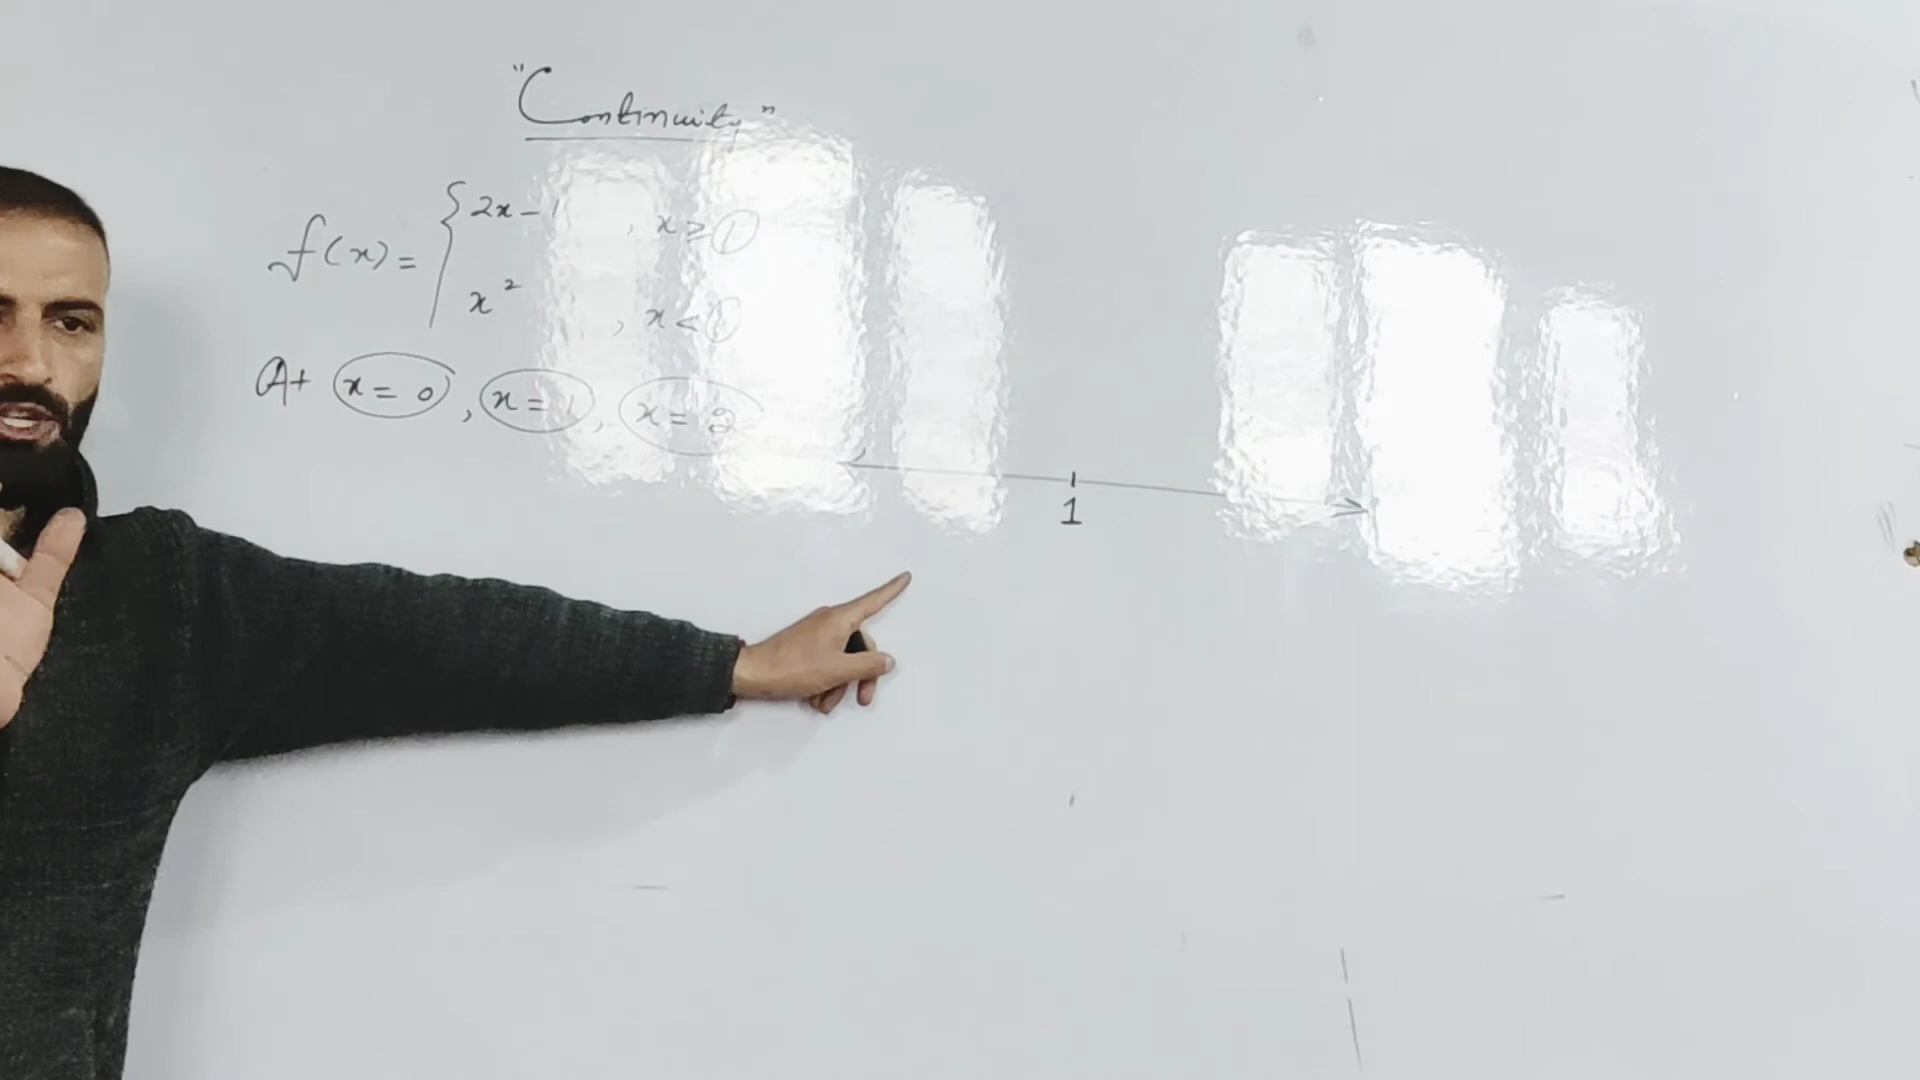 "Continuity"
f(x) = { 2x - 1 , x ≥ 1
x² , x < 1
At x = 0 , x = 1 , x = 2
1